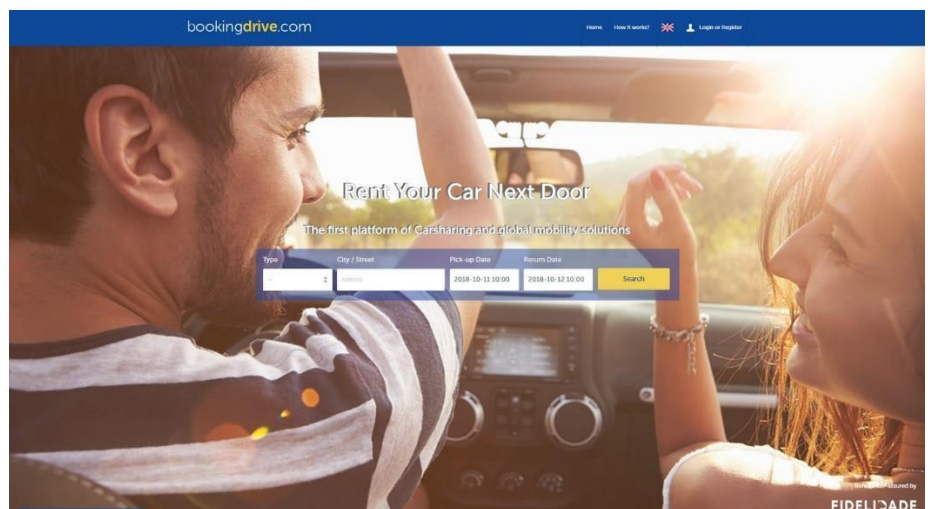 bookingdrive.com
Home How it works? Login or Register
Rent Your Car Next Door
The first platform of Carsharing and global mobility solutions
Type City / Street Pick-up Date Return Date
-- Address 2018-10-11 10:00 2018-10-12 10:00 Search
by
FIDELIDADE